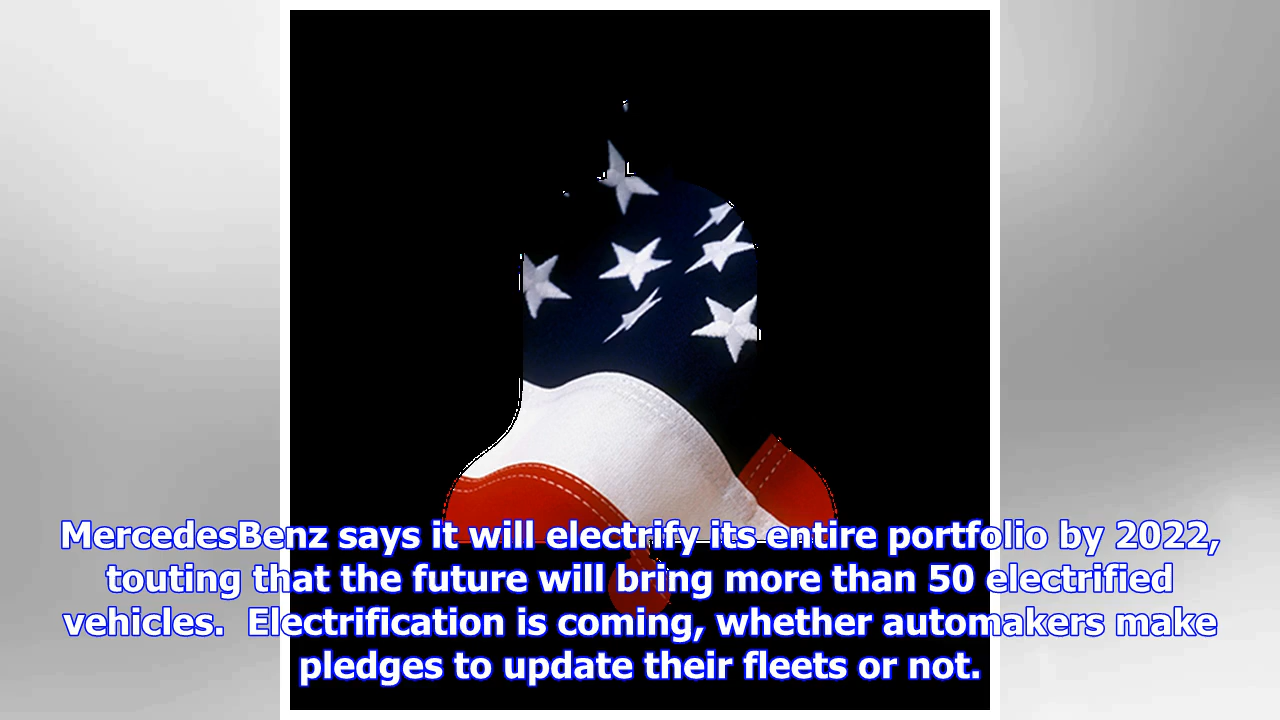 MercedesBenz says it will electrify its entire portfolio by 2022,
touting that the future will bring more than 50 electrified
vehicles.  Electrification is coming, whether automakers make
pledges to update their fleets or not.